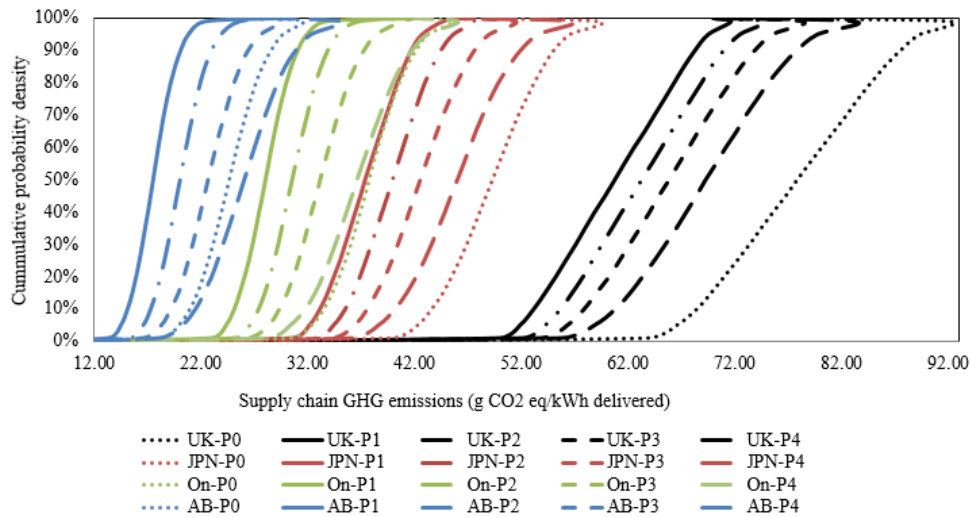 100%
90%
80%
70%
60%
50%
40%
30%
20%
10%
0%
Cummulative probability density
12.00 22.00 32.00 42.00 52.00 62.00 72.00 82.00 92.00
Supply chain GHG emissions (g CO2 eq/kWh delivered)
UK-P0 UK-P1 UK-P2 UK-P3 UK-P4
JPN-P0 JPN-P1 JPN-P2 JPN-P3 JPN-P4
On-P0 On-P1 On-P2 On-P3 On-P4
AB-P0 AB-P1 AB-P2 AB-P3 AB-P4